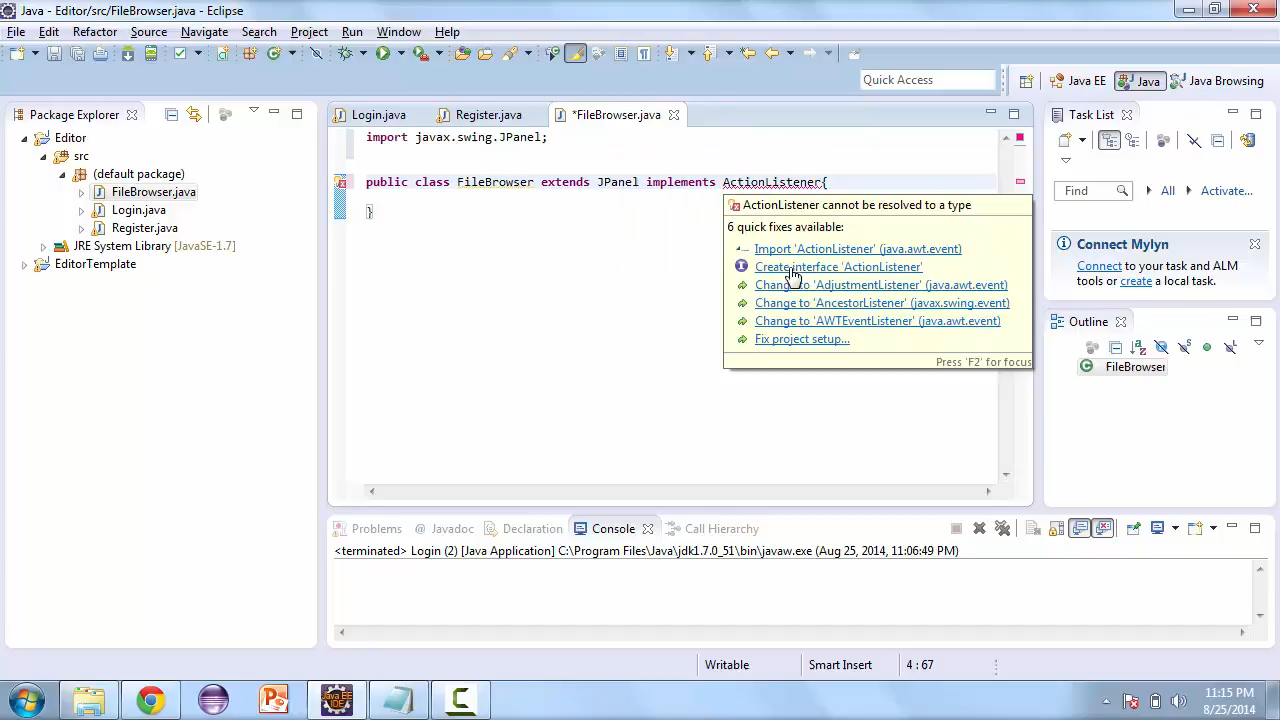 Java - Editor/src/FileBrowser.java - Eclipse
File Edit Refactor Source Navigate Search Project Run Window Help
Quick Access
Java EE Java Java Browsing
Package Explorer
Editor
src
(default package)
FileBrowser.java
Login.java
Register.java
JRE System Library [JavaSE-1.7]
EditorTemplate
Login.java Register.java *FileBrowser.java
import javax.swing.JPanel;
public class FileBrowser extends JPanel implements ActionListener{
}
ActionListener cannot be resolved to a type
6 quick fixes available:
Import 'ActionListener' (java.awt.event)
Create interface 'ActionListener'
Change to 'AdjustmentListener' (java.awt.event)
Change to 'AncestorListener' (javax.swing.event)
Change to 'AWTEventListener' (java.awt.event)
Fix project setup...
Press 'F2' for focus
Task List
Find All Activate...
Connect Mylyn
Connect to your task and ALM
tools or create a local task.
Outline
FileBrowser
Problems @ Javadoc Declaration Console Call Hierarchy
<terminated> Login (2) [Java Application] C:\Program Files\Java\jdk1.7.0_51\bin\javaw.exe (Aug 25, 2014, 11:06:49 PM)
Writable Smart Insert 4 : 67
Java EE
IDE
11:15 PM
8/25/2014